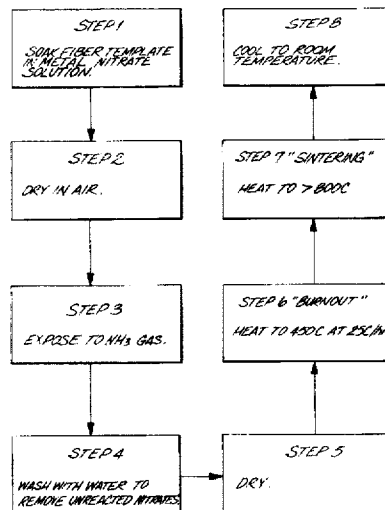 STEP 1
SOAK FIBER TEMPLATE
IN METAL NITRATE
SOLUTION.
STEP 2
DRY IN AIR.
STEP 3
EXPOSE TO NH3 GAS.
STEP 4
WASH WITH WATER TO
REMOVE UNREACTED NITRATES.
STEP 5
DRY.
STEP 6 "BURNOUT"
HEAT TO 450C AT 25C/H
STEP 7 "SINTERING"
HEAT TO >800C
STEP 8
COOL TO ROOM
TEMPERATURE.